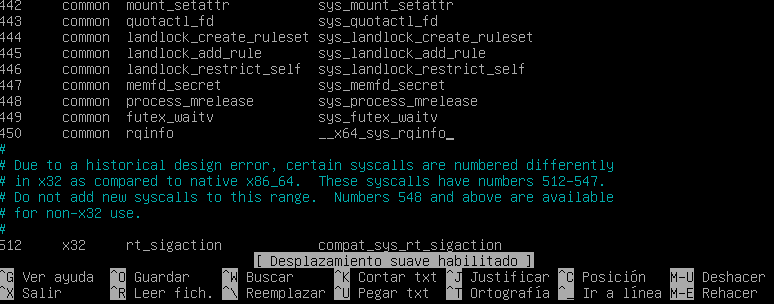 442 common mount_setattr sys_mount_setattr
443 common quotactl_fd sys_quotactl_fd
444 common landlock_create_ruleset sys_landlock_create_ruleset
445 common landlock_add_rule sys_landlock_add_rule
446 common landlock_restrict_self sys_landlock_restrict_self
447 common memfd_secret sys_memfd_secret
448 common process_mrelease sys_process_mrelease
449 common futex_waitv sys_futex_waitv
450 common rqinfo __x64_sys_rqinfo_
#
# Due to a historical design error, certain syscalls are numbered differently
# in x32 as compared to native x86_64. These syscalls have numbers 512-547.
# Do not add new syscalls to this range. Numbers 548 and above are available
# for non-x32 use.
#
512 x32 rt_sigaction compat_sys_rt_sigaction
[ Desplazamiento suave habilitado ]
^G Ver ayuda ^O Guardar ^W Buscar ^K Cortar txt ^J Justificar ^C Posición M-U Deshacer
^X Salir ^R Leer fich. ^\ Reemplazar ^U Pegar txt ^T Ortografía ^_ Ir a línea M-E Rehacer